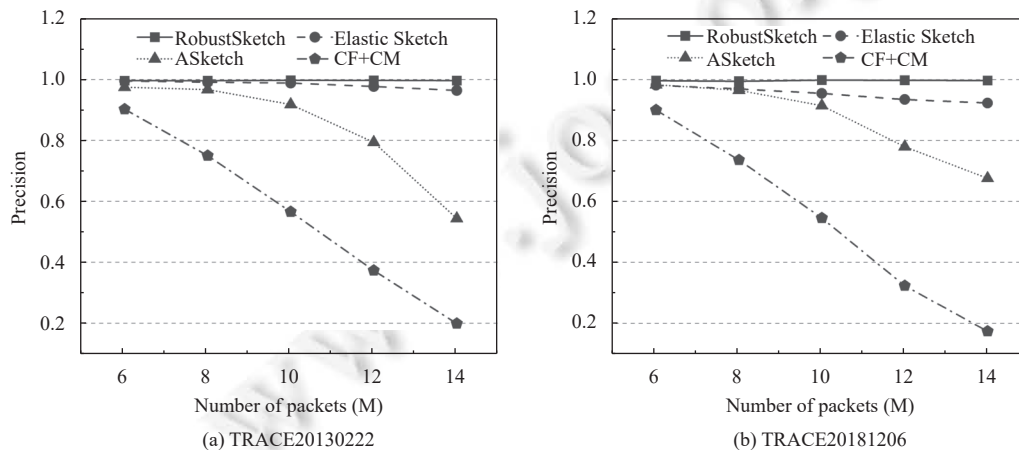 1.2
RobustSketch Elastic Sketch
ASketch CF+CM
1.0
0.8
0.6
0.4
0.2
Precision
6 8 10 12 14
Number of packets (M)
(a) TRACE20130222
1.2
RobustSketch Elastic Sketch
ASketch CF+CM
1.0
0.8
0.6
0.4
0.2
Precision
6 8 10 12 14
Number of packets (M)
(b) TRACE20181206